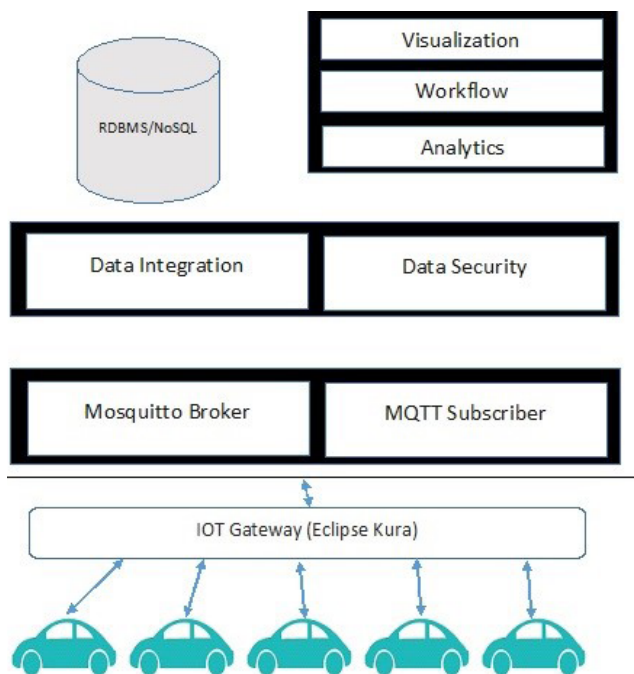 Visualization
RDBMS/NoSQL
Workflow
Analytics
Data Integration
Data Security
Mosquitto Broker
MQTT Subscriber
IOT Gateway (Eclipse Kura)